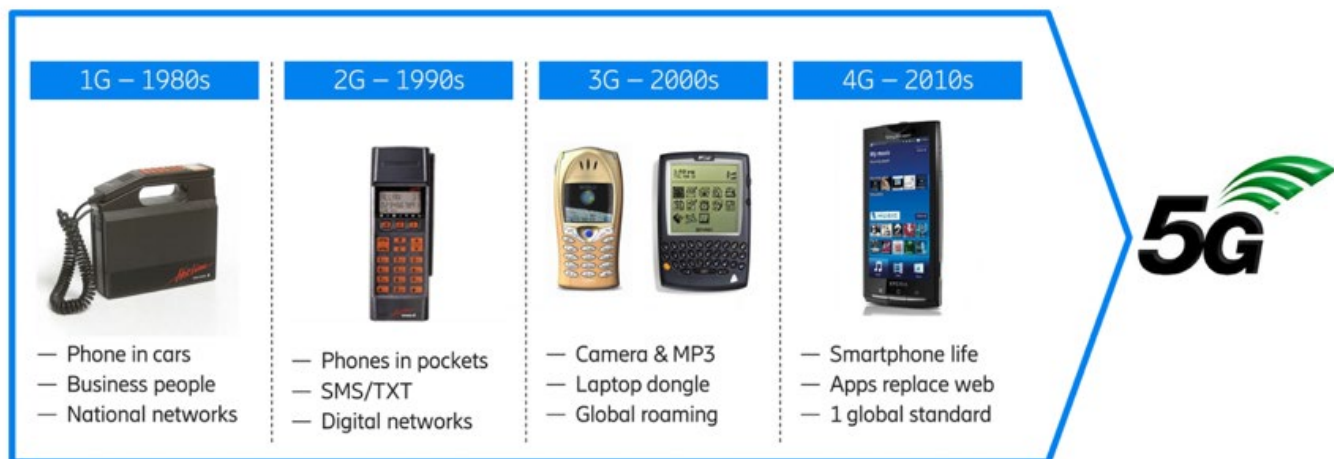 1G – 1980s
2G – 1990s
3G – 2000s
4G – 2010s
— Phone in cars
— Business people
— National networks
— Phones in pockets
— SMS/TXT
— Digital networks
— Camera & MP3
— Laptop dongle
— Global roaming
— Smartphone life
— Apps replace web
— 1 global standard
5G